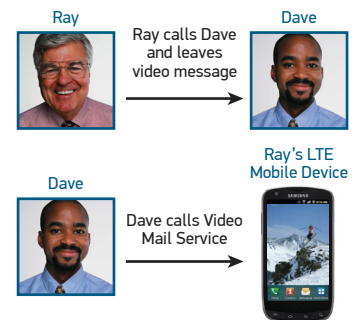 Ray
Ray calls Dave
and leaves
video message
Dave
Dave
Dave calls Video
Mail Service
Ray's LTE
Mobile Device
SAMSUNG